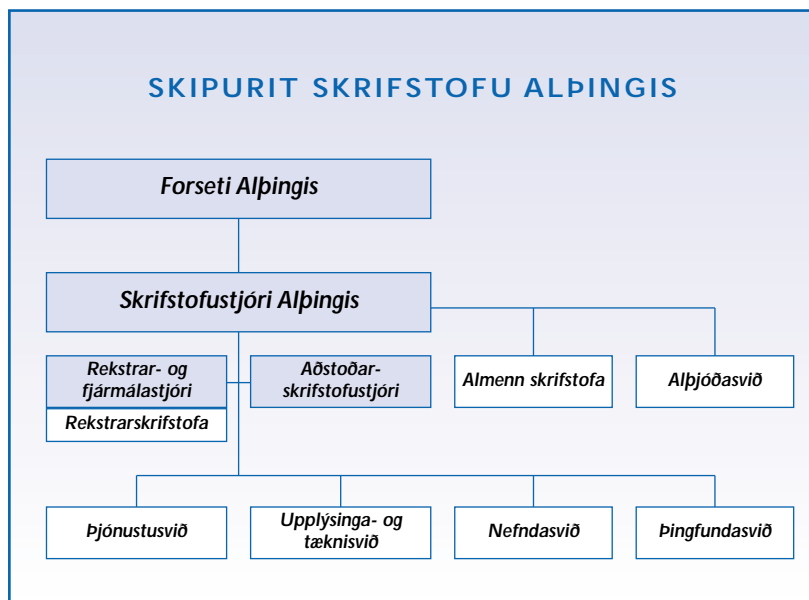 SKIPURIT SKRIFSTOFU ALÞINGIS
Forseti Alþingis
Skrifstofustjóri Alþingis
Rekstrar- og
fjármálastjóri
Rekstrarskrifstofa
Aðstoðar-
skrifstofustjóri
Almenn skrifstofa
Alþjóðasvið
Þjónustusvið
Upplýsinga- og
tæknisvið
Nefndasvið
Þingfundasvið